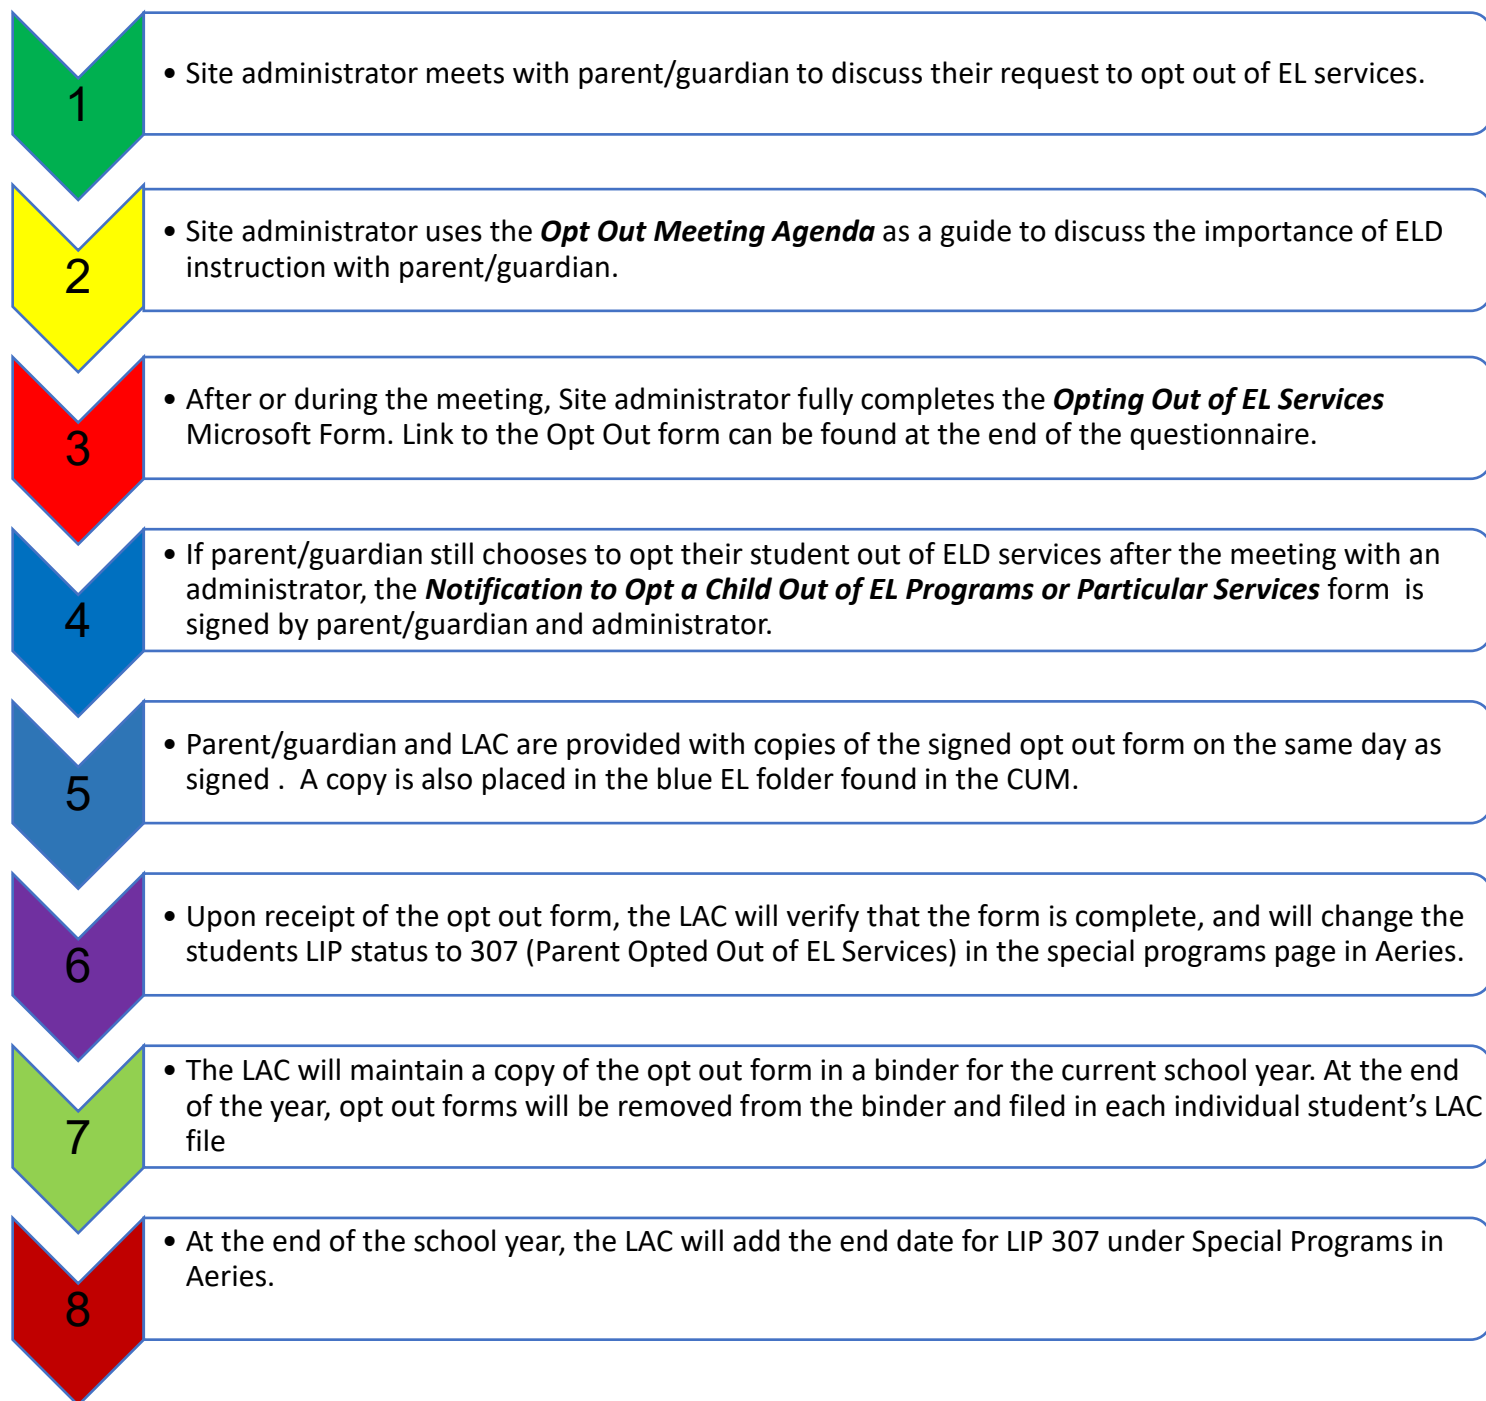 1
• Site administrator meets with parent/guardian to discuss their request to opt out of EL services.
2
• Site administrator uses the Opt Out Meeting Agenda as a guide to discuss the importance of ELD
instruction with parent/guardian.
3
• After or during the meeting, Site administrator fully completes the Opting Out of EL Services
Microsoft Form. Link to the Opt Out form can be found at the end of the questionnaire.
4
• If parent/guardian still chooses to opt their student out of ELD services after the meeting with an
administrator, the Notification to Opt a Child Out of EL Programs or Particular Services form  is
signed by parent/guardian and administrator.
5
• Parent/guardian and LAC are provided with copies of the signed opt out form on the same day as
signed .  A copy is also placed in the blue EL folder found in the CUM.
6
• Upon receipt of the opt out form, the LAC will verify that the form is complete, and will change the
students LIP status to 307 (Parent Opted Out of EL Services) in the special programs page in Aeries.
7
• The LAC will maintain a copy of the opt out form in a binder for the current school year. At the end
of the year, opt out forms will be removed from the binder and filed in each individual student’s LAC
file
8
• At the end of the school year, the LAC will add the end date for LIP 307 under Special Programs in
Aeries.